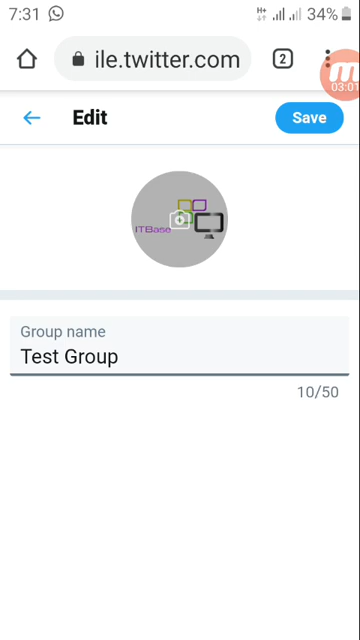 7:31
H+
34%
ile.twitter.com
2
03:01
Edit
Save
ITBase
Group name
Test Group
10/50